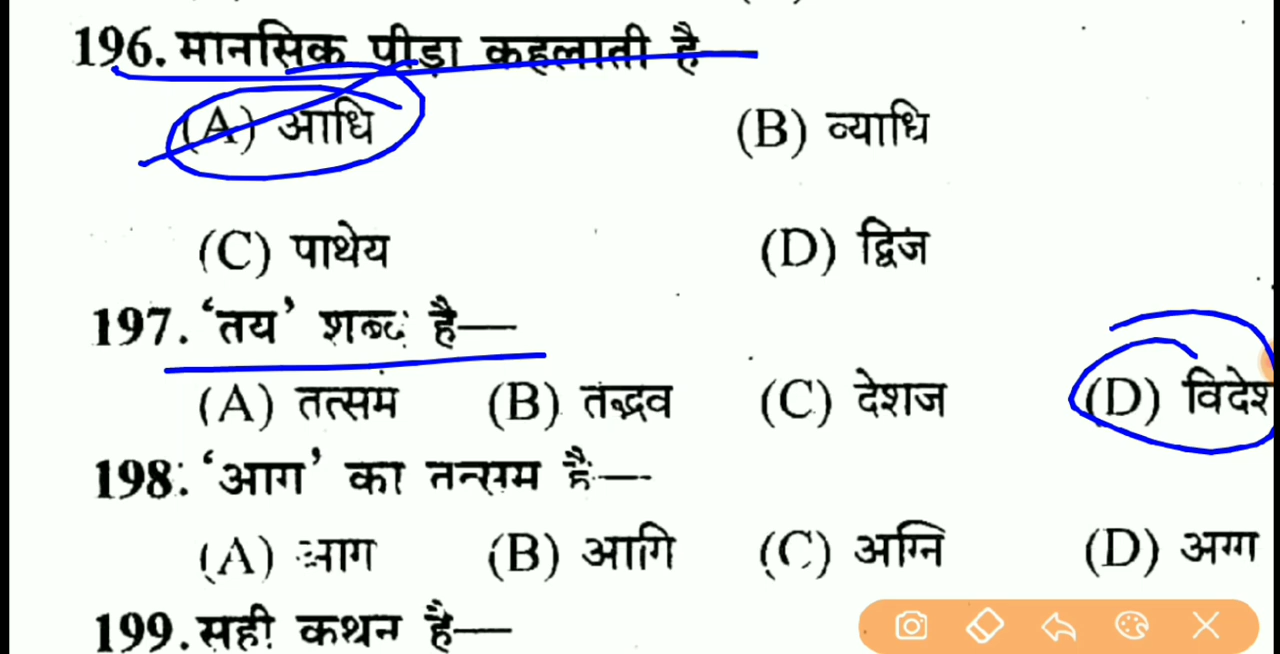 196. मानसिक पीड़ा कहलाती है—
(A) आधि (B) व्याधि
(C) पाथेय (D) द्विज
197. ‘तय’ शब्द है—
(A) तत्सम (B) तद्भव (C) देशज (D) विदेश
198. ‘आग’ का तत्सम है—
(A) आग (B) आगि (C) अग्नि (D) अग्ग
199. सही कथन है—